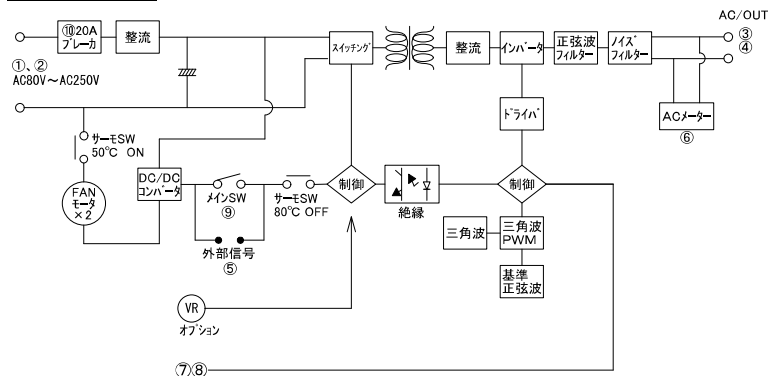 AC/OUT
⑩20A
ブレーカ
整流
スイッチング
整流
インバータ
正弦波
フィルター
ノイズ
フィルター
③
④
①、②
AC80V～AC250V
ドライバ
ACメーター
⑥
サーモSW
50℃ ON
DC/DC
コンバータ
メインSW
⑨
サーモSW
80℃ OFF
制御
絶縁
制御
FAN
モータ
×2
外部信号
⑤
三角波
三角波
PWM
基準
正弦波
VR
オプション
⑦⑧